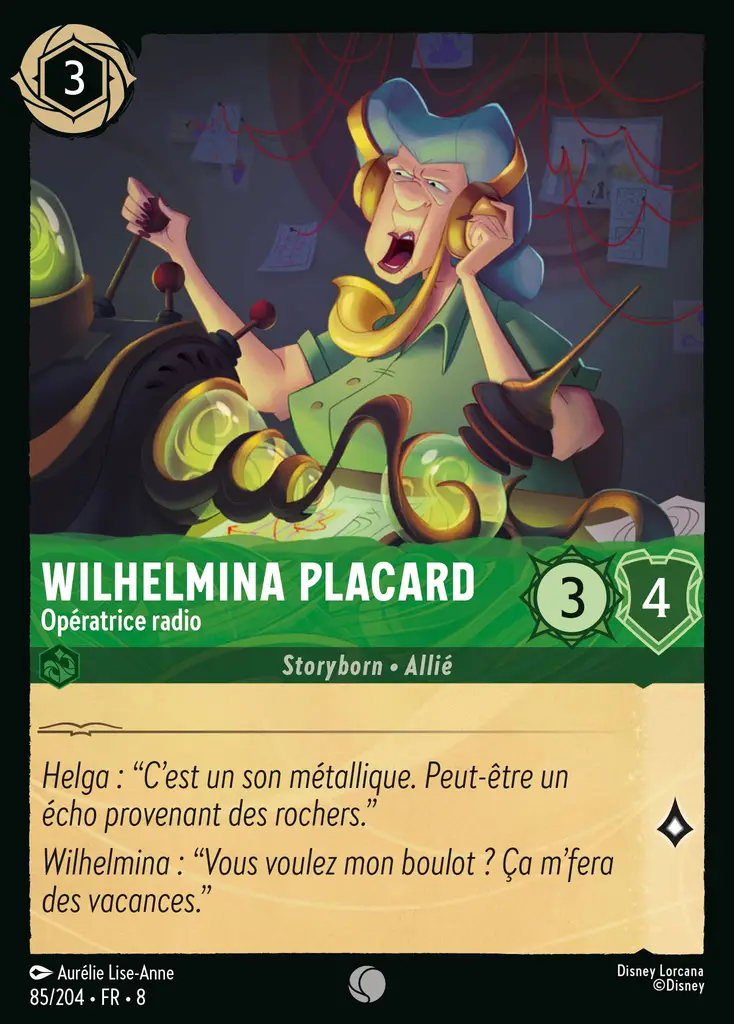 3
WILHELMINA PLACARD
Opératrice radio
3
4
Storyborn • Allié
Helga : “C’est un son métallique. Peut-être un
écho provenant des rochers.”
Wilhelmina : “Vous voulez mon boulot ? Ça m’fera
des vacances.”
Aurélie Lise-Anne
85/204 • FR • 8
Disney Lorcana
©Disney